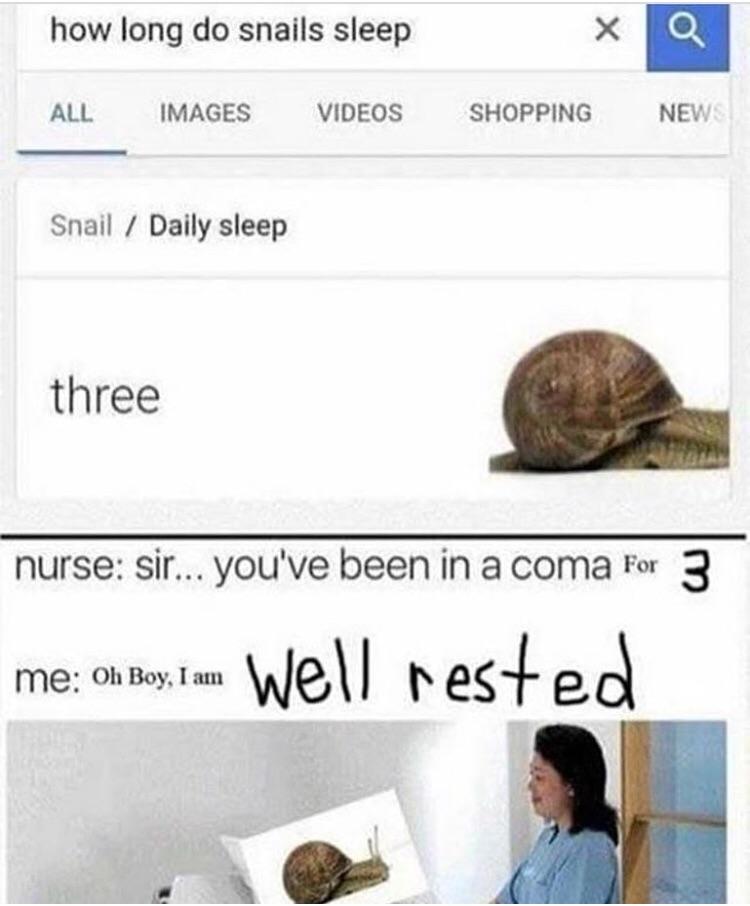 how long do snails sleep ×
ALL IMAGES VIDEOS SHOPPING NEWS
Snail / Daily sleep
three
nurse: sir... you've been in a coma For 3
me: Oh Boy, I am Well rested